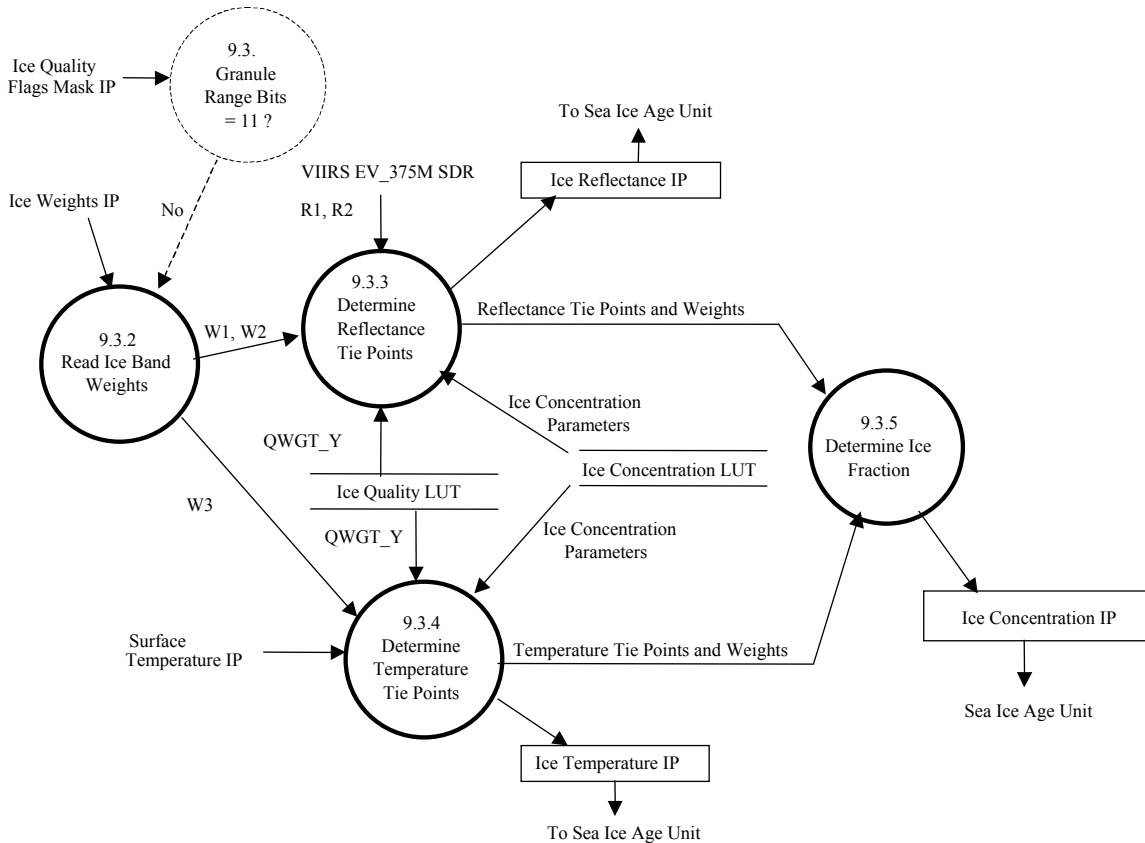 9.3.
Granule
Range Bits
= 11 ?
Ice Quality
Flags Mask IP
To Sea Ice Age Unit
Ice Reflectance IP
VIIRS EV_375M SDR
R1, R2
Ice Weights IP
No
9.3.3
Determine
Reflectance
Tie Points
Reflectance Tie Points and Weights
9.3.2
Read Ice Band
Weights
W1, W2
Ice Concentration
Parameters
9.3.5
Determine Ice
Fraction
QWGT_Y
Ice Concentration LUT
Ice Quality LUT
W3
QWGT_Y
Ice Concentration
Parameters
9.3.4
Determine
Temperature
Tie Points
Surface
Temperature IP
Temperature Tie Points and Weights
Ice Concentration IP
Sea Ice Age Unit
Ice Temperature IP
To Sea Ice Age Unit